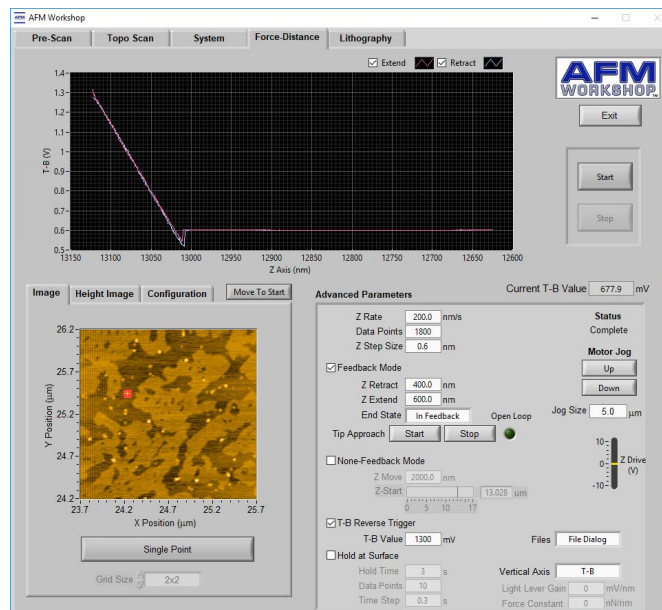 AFM Workshop
Pre-Scan Topo Scan System Force-Distance Lithography
Extend Retract
AFM
WORKSHOP
Exit
Start
Stop
T-B (V)
1.4
1.3
1.2
1.1
1
0.9
0.8
0.7
0.6
0.5
13150 13100 13050 13000 12950 12900 12850 12800 12750 12700 12650 12600
Z Axis (nm)
Image Height Image Configuration Move To Start
Y Position (µm)
26.2
25.7
25.2
24.7
24.2
23.7 24.2 24.7 25.2 25.7
X Position (µm)
Single Point
Grid Size 2x2
Current T-B Value 677.9 mV
Advanced Parameters
Z Rate 200.0 nm/s
Data Points 1800
Z Step Size 0.6 nm
Feedback Mode
Z Retract 400.0 nm
Z Extend 600.0 nm
End State In Feedback Open Loop
Tip Approach Start Stop
None-Feedback Mode
Z Move 2000.0 nm
Z-Start 13.028 um
0 5 10 17
T-B Reverse Trigger
T-B Value 1300 mV
Hold at Surface
Hold Time 3 s
Data Points 10
Time Step 0.3 s
Status
Complete
Motor Jog
Up
Down
Jog Size 5.0 µm
10
0
-10
Z Drive
(V)
Files File Dialog
Vertical Axis T-B
Light Lever Gain 0 mV/nm
Force Constant 0 nN/nm